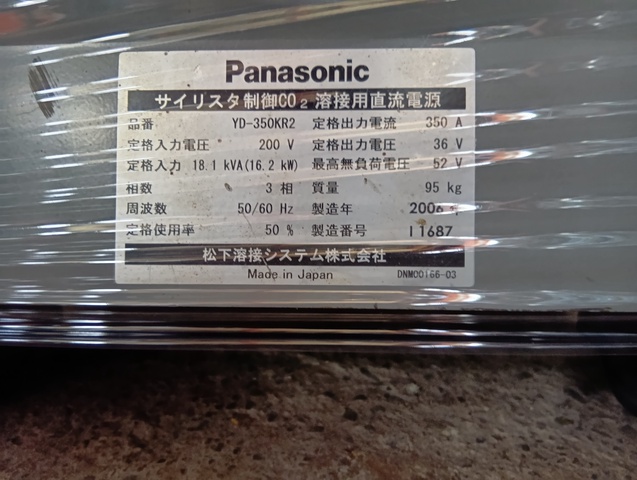 Panasonic
サイリスタ制御CO₂溶接用直流電源
品番 YD-350KR2 定格出力電流 350 A
定格入力電圧 200 V 定格出力電圧 36 V
定格入力 18.1 kVA(16.2 kW) 最高無負荷電圧 52 V
相数 3 相 質量 95 kg
周波数 50/60 Hz 製造年 2006 年
定格使用率 50 % 製造番号 11687
松下溶接システム株式会社
Made in Japan DNM00166-03